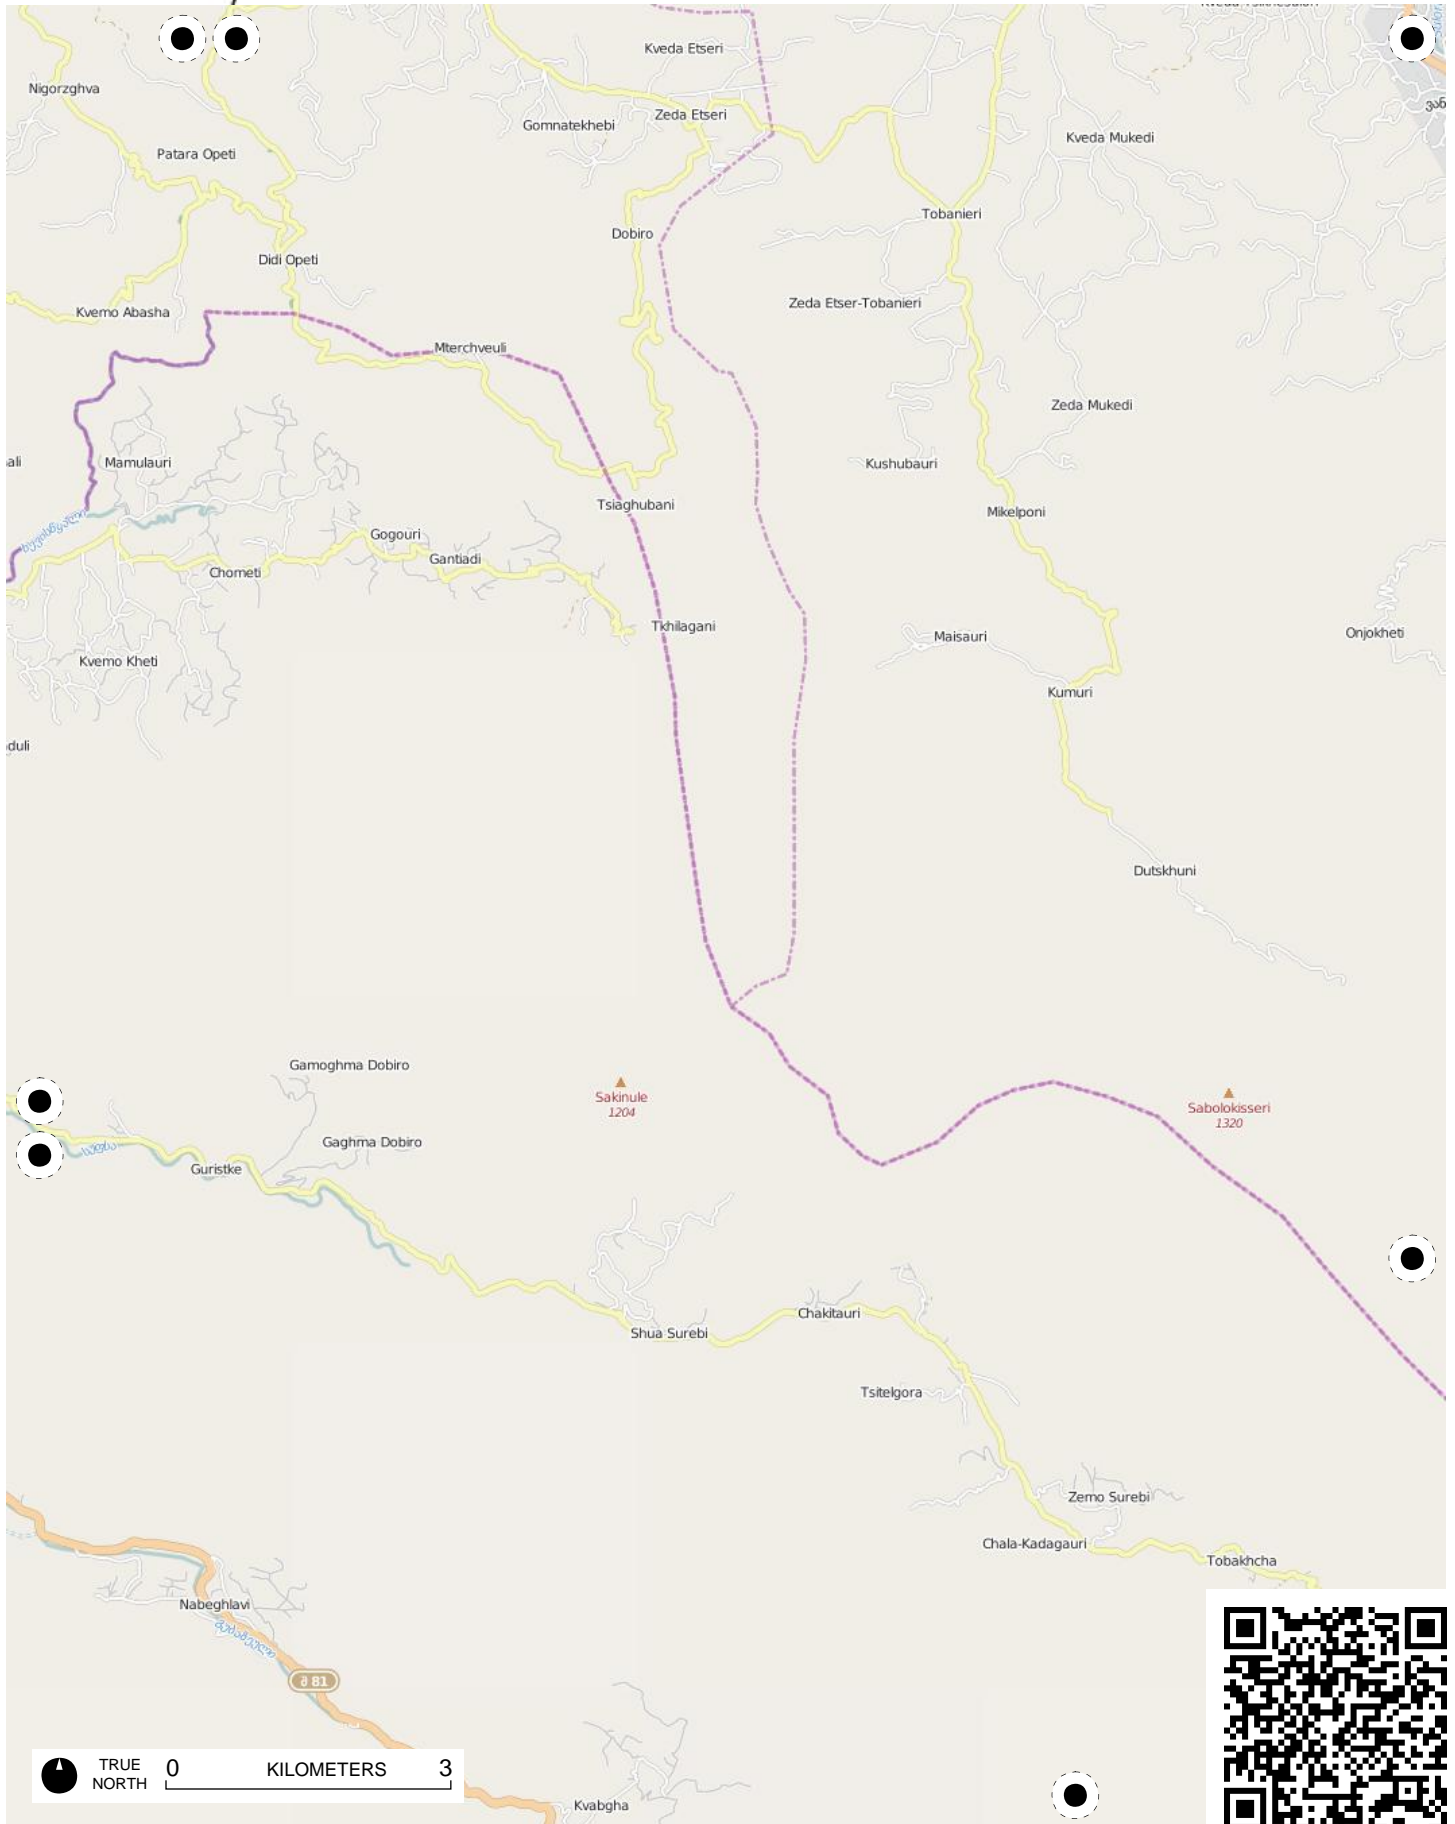 Kveda Etseri
Nigorzghva
Zeda Etseri
Gomnatekhebi
Kveda Mukedi
Patara Opeti
Tobanieri
Dobiro
Didi Opeti
Zeda Etser-Tobanieri
Kvemo Abasha
Mterchveuli
Zeda Mukedi
ali
Mamulauri
Kushubauri
Tsiaghubani
Mikelponi
Gogouri
Gantiadi
Chometi
Tkhilagani
Maisauri
Onjokheti
Kvemo Kheti
Kumuri
duli
Dutskhuni
Gamoghma Dobiro
Sakinule
1204
Sabolokisseri
1320
Gaghma Dobiro
Guristke
Chakitauri
Shua Surebi
Tsitelgora
Zemo Surebi
Chala-Kadagauri
Tobakhcha
Nabeghlavi
შ 81
TRUE
NORTH
0 KILOMETERS 3
Kvabgha